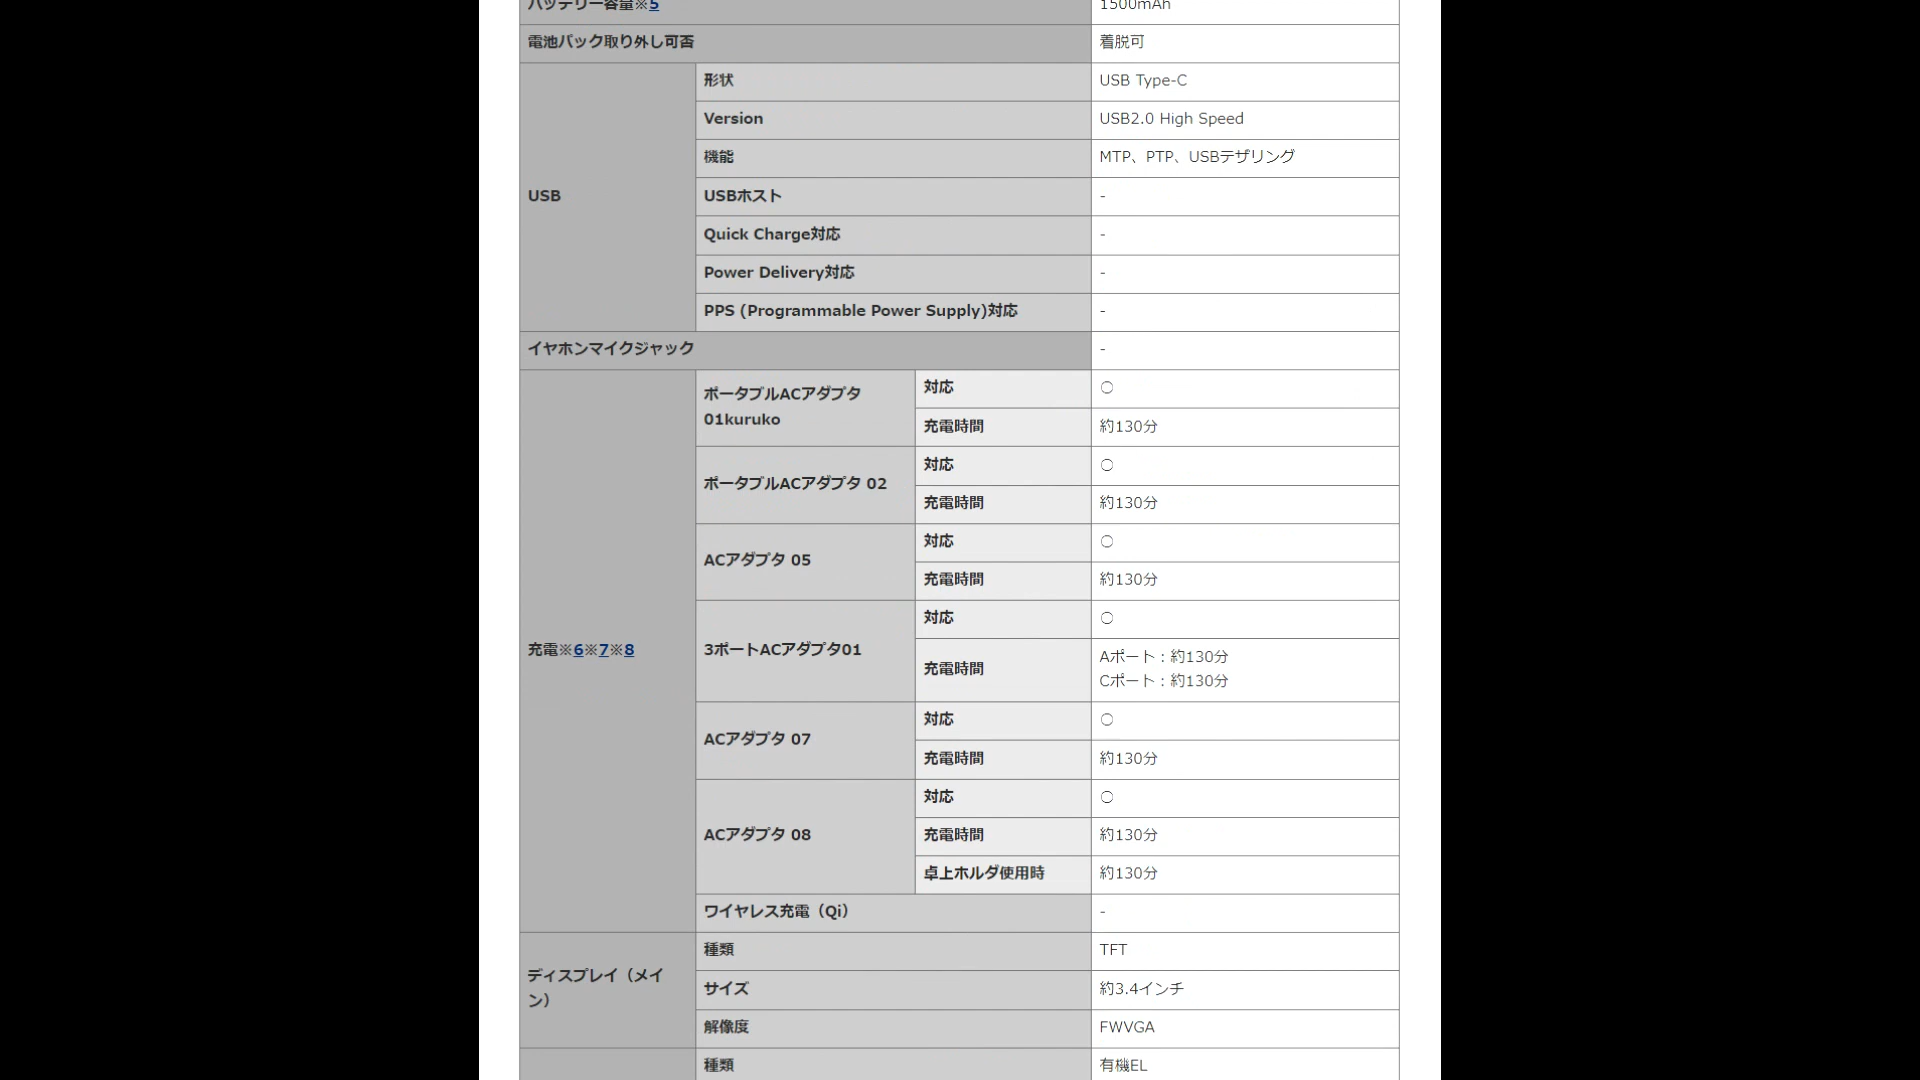 バッテリー容量※5
1500mAh
電池パック取り外し可否
着脱可
USB
形状
USB Type-C
Version
USB2.0 High Speed
機能
MTP、PTP、USBテザリング
USBホスト
-
Quick Charge対応
-
Power Delivery対応
-
PPS (Programmable Power Supply)対応
-
イヤホンマイクジャック
-
充電※6※7※8
ポータブルACアダプタ
01kuruko
対応
○
充電時間
約130分
ポータブルACアダプタ 02
対応
○
充電時間
約130分
ACアダプタ 05
対応
○
充電時間
約130分
3ポートACアダプタ01
対応
○
充電時間
Aポート：約130分
Cポート：約130分
ACアダプタ 07
対応
○
充電時間
約130分
ACアダプタ 08
対応
○
充電時間
約130分
卓上ホルダ使用時
約130分
ワイヤレス充電（Qi）
-
ディスプレイ（メイ
ン）
種類
TFT
サイズ
約3.4インチ
解像度
FWVGA
種類
有機EL